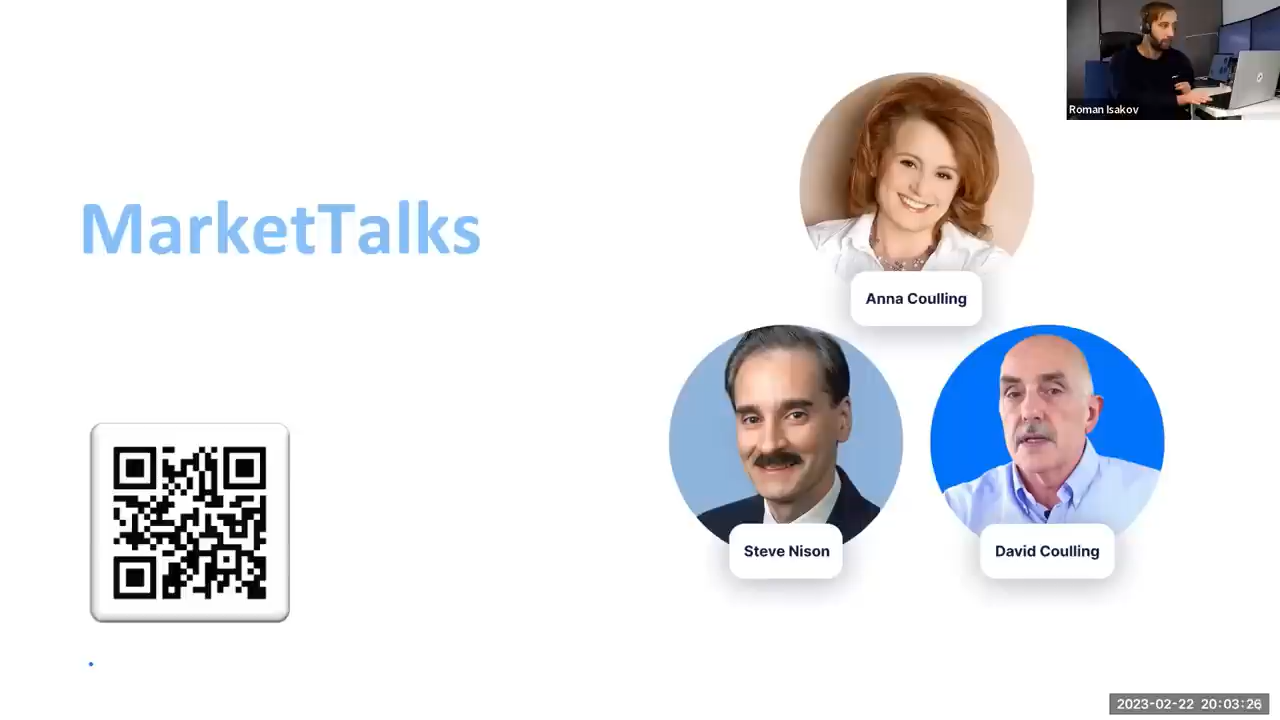 Roman Isakov
MarketTalks
Anna Coulling
Steve Nison
David Coulling
2023-02-22 20:03:26